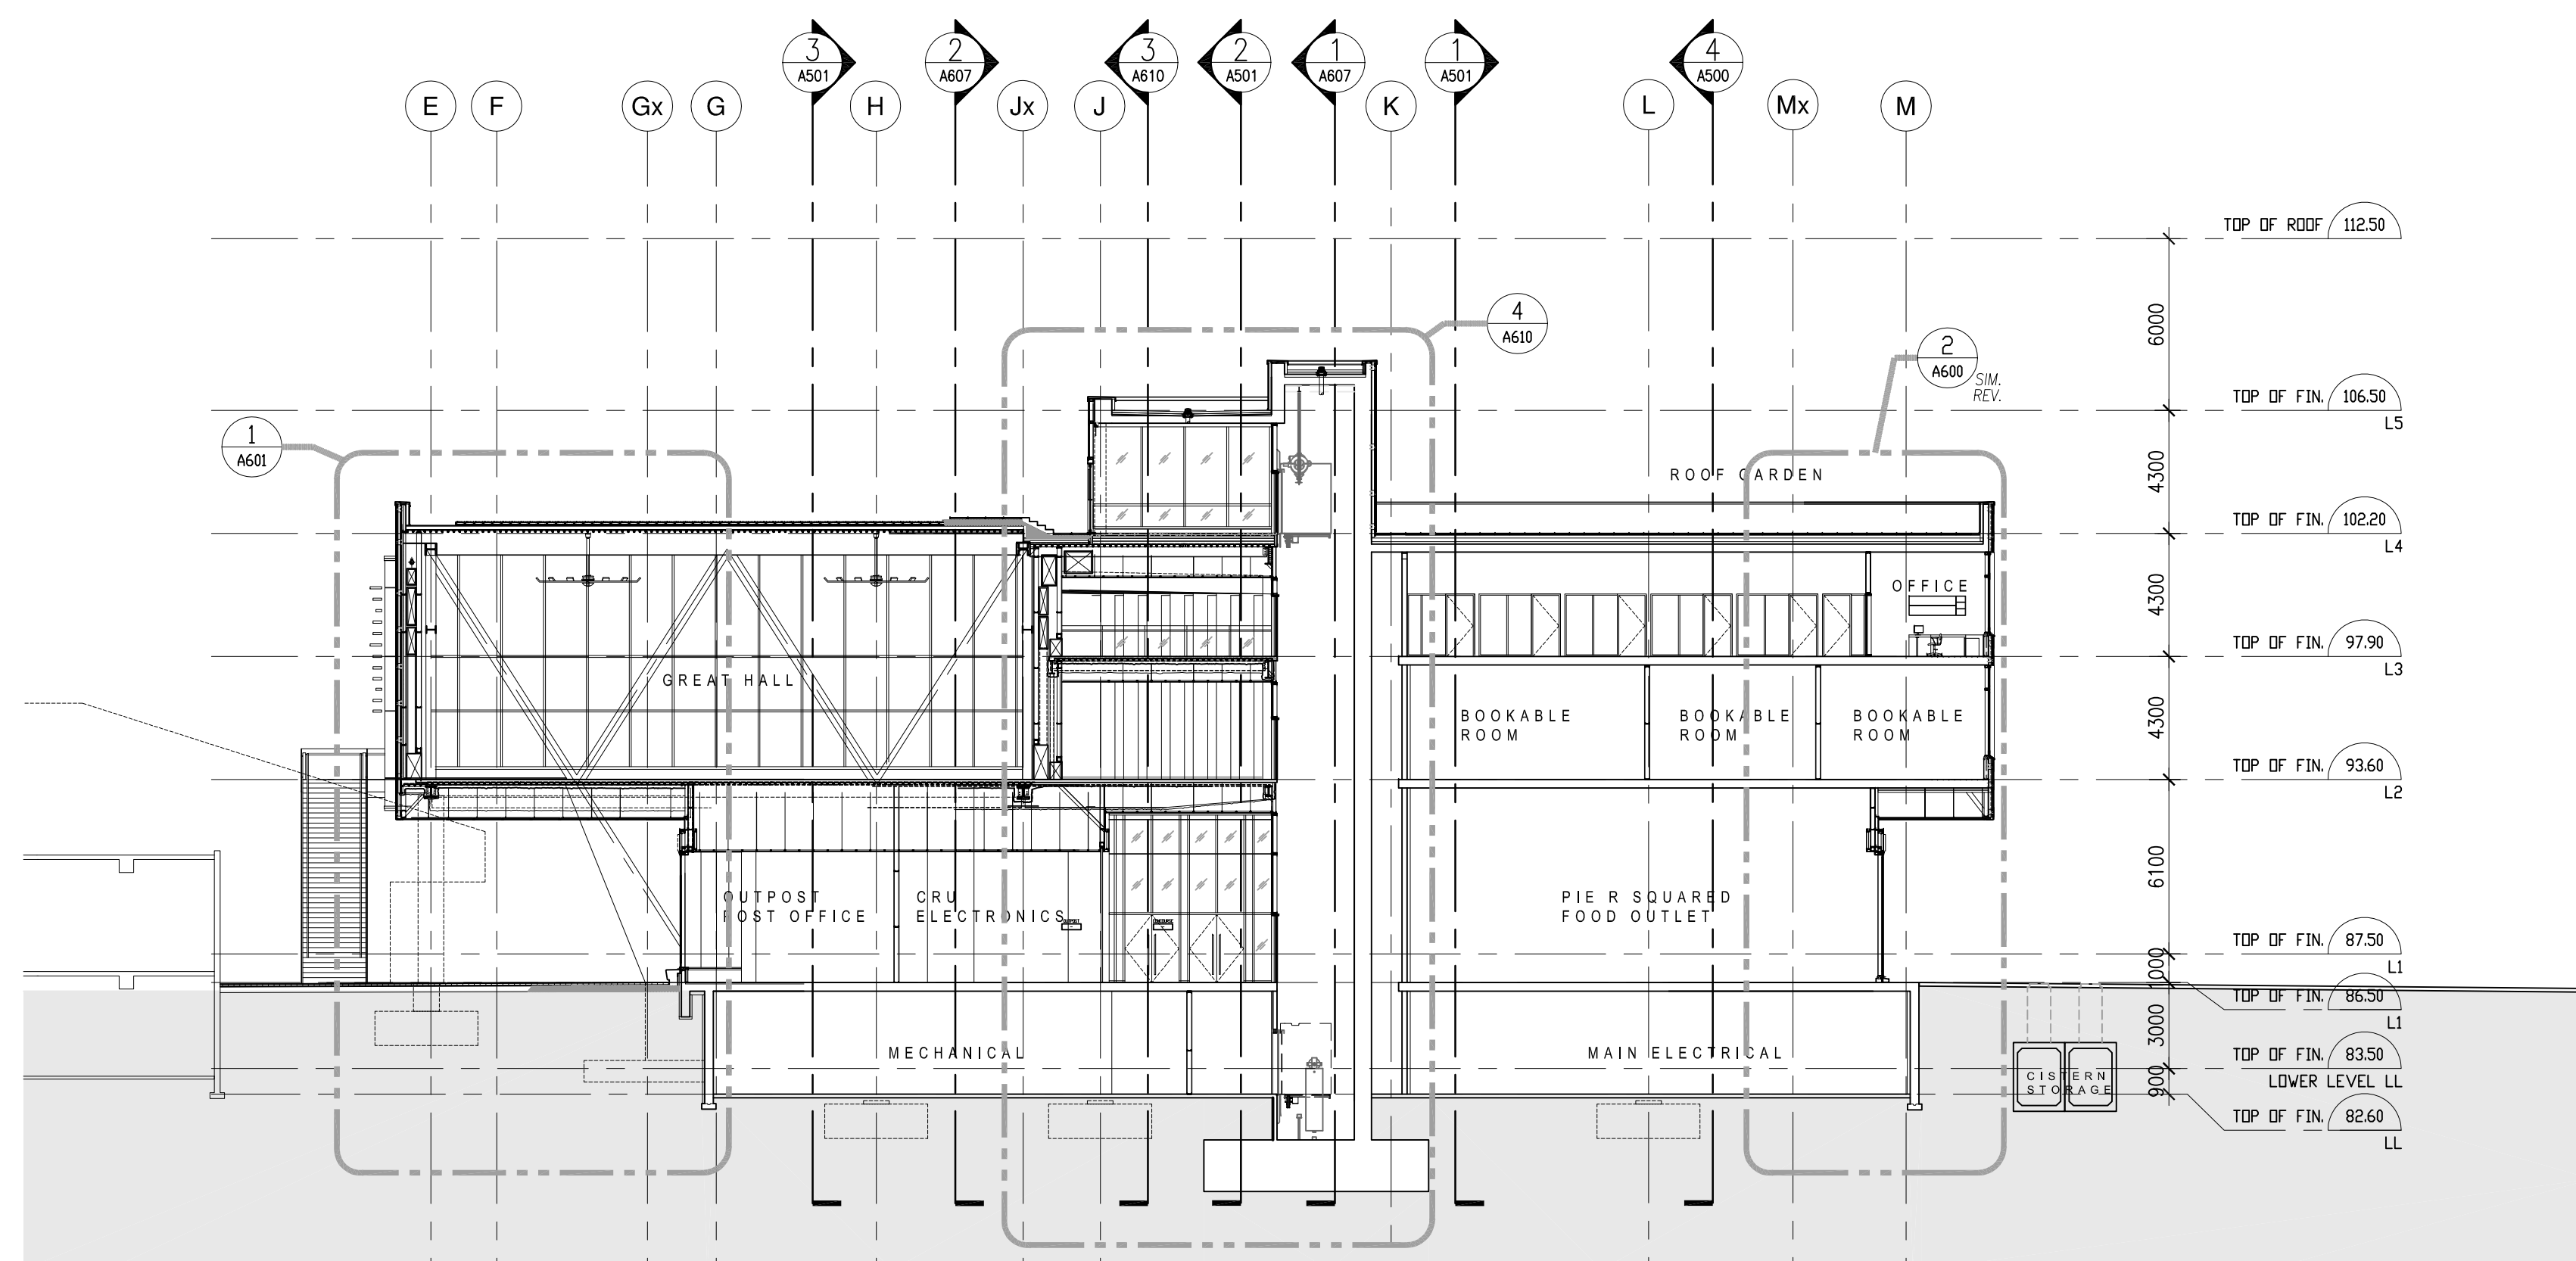 3
A501
2
A607
3
A610
2
A501
1
A607
1
A501
4
A500
E
F
Gx
G
H
Jx
J
K
L
Mx
M
TOP OF ROOF 112.50
6000
4
A610
2
A600
SIM.
REV.
TOP OF FIN. 106.50
L5
1
A601
4300
ROOF GARDEN
TOP OF FIN. 102.20
L4
4300
OFFICE
TOP OF FIN. 97.90
L3
GREAT HALL
4300
BOOKABLE
ROOM
BOOKABLE
ROOM
BOOKABLE
ROOM
TOP OF FIN. 93.60
L2
6100
OUTPOST
POST OFFICE
CRU
ELECTRONICS
PIE R SQUARED
FOOD OUTLET
TOP OF FIN. 87.50
L1
1000
TOP OF FIN. 86.50
L1
3000
MECHANICAL
MAIN ELECTRICAL
TOP OF FIN. 83.50
LOWER LEVEL LL
900
CISTERN
STORAGE
TOP OF FIN. 82.60
LL